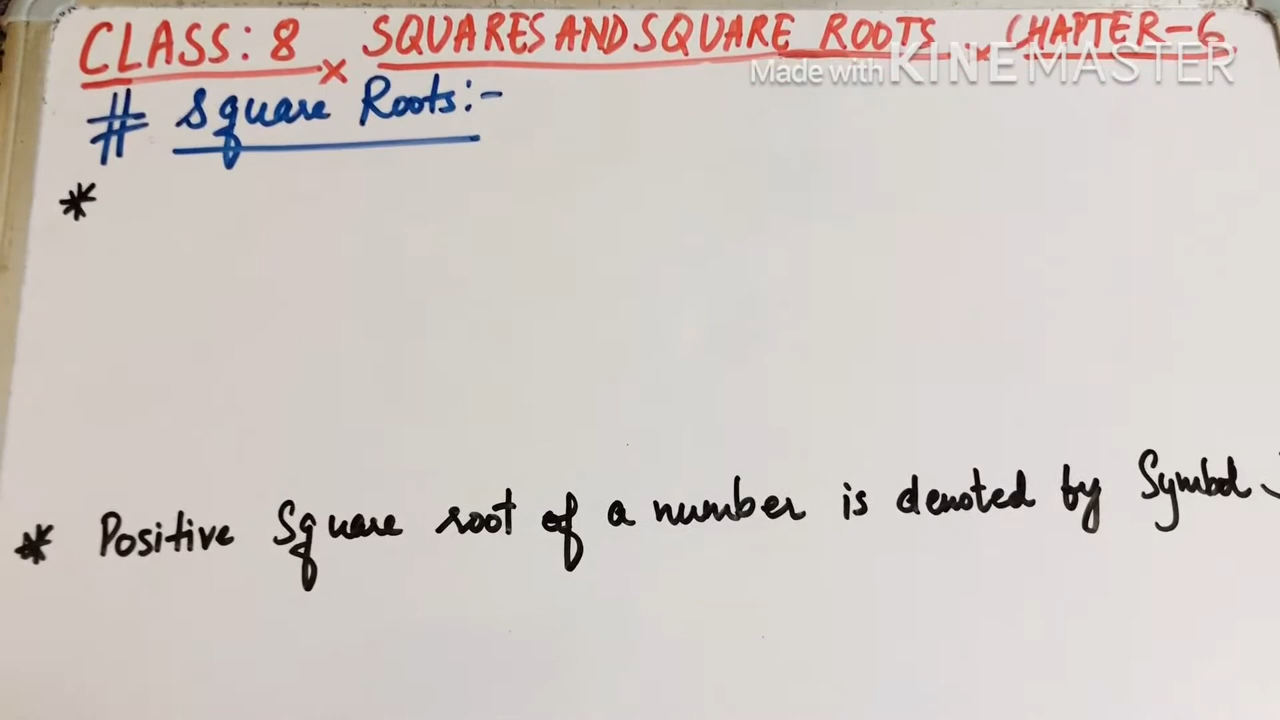 CLASS: 8 × SQUARES AND SQUARE ROOTS × CHAPTER-6
Made with KINEMASTER
# Square Roots:-
*
* Positive Square root of a number is denoted by Symbol √